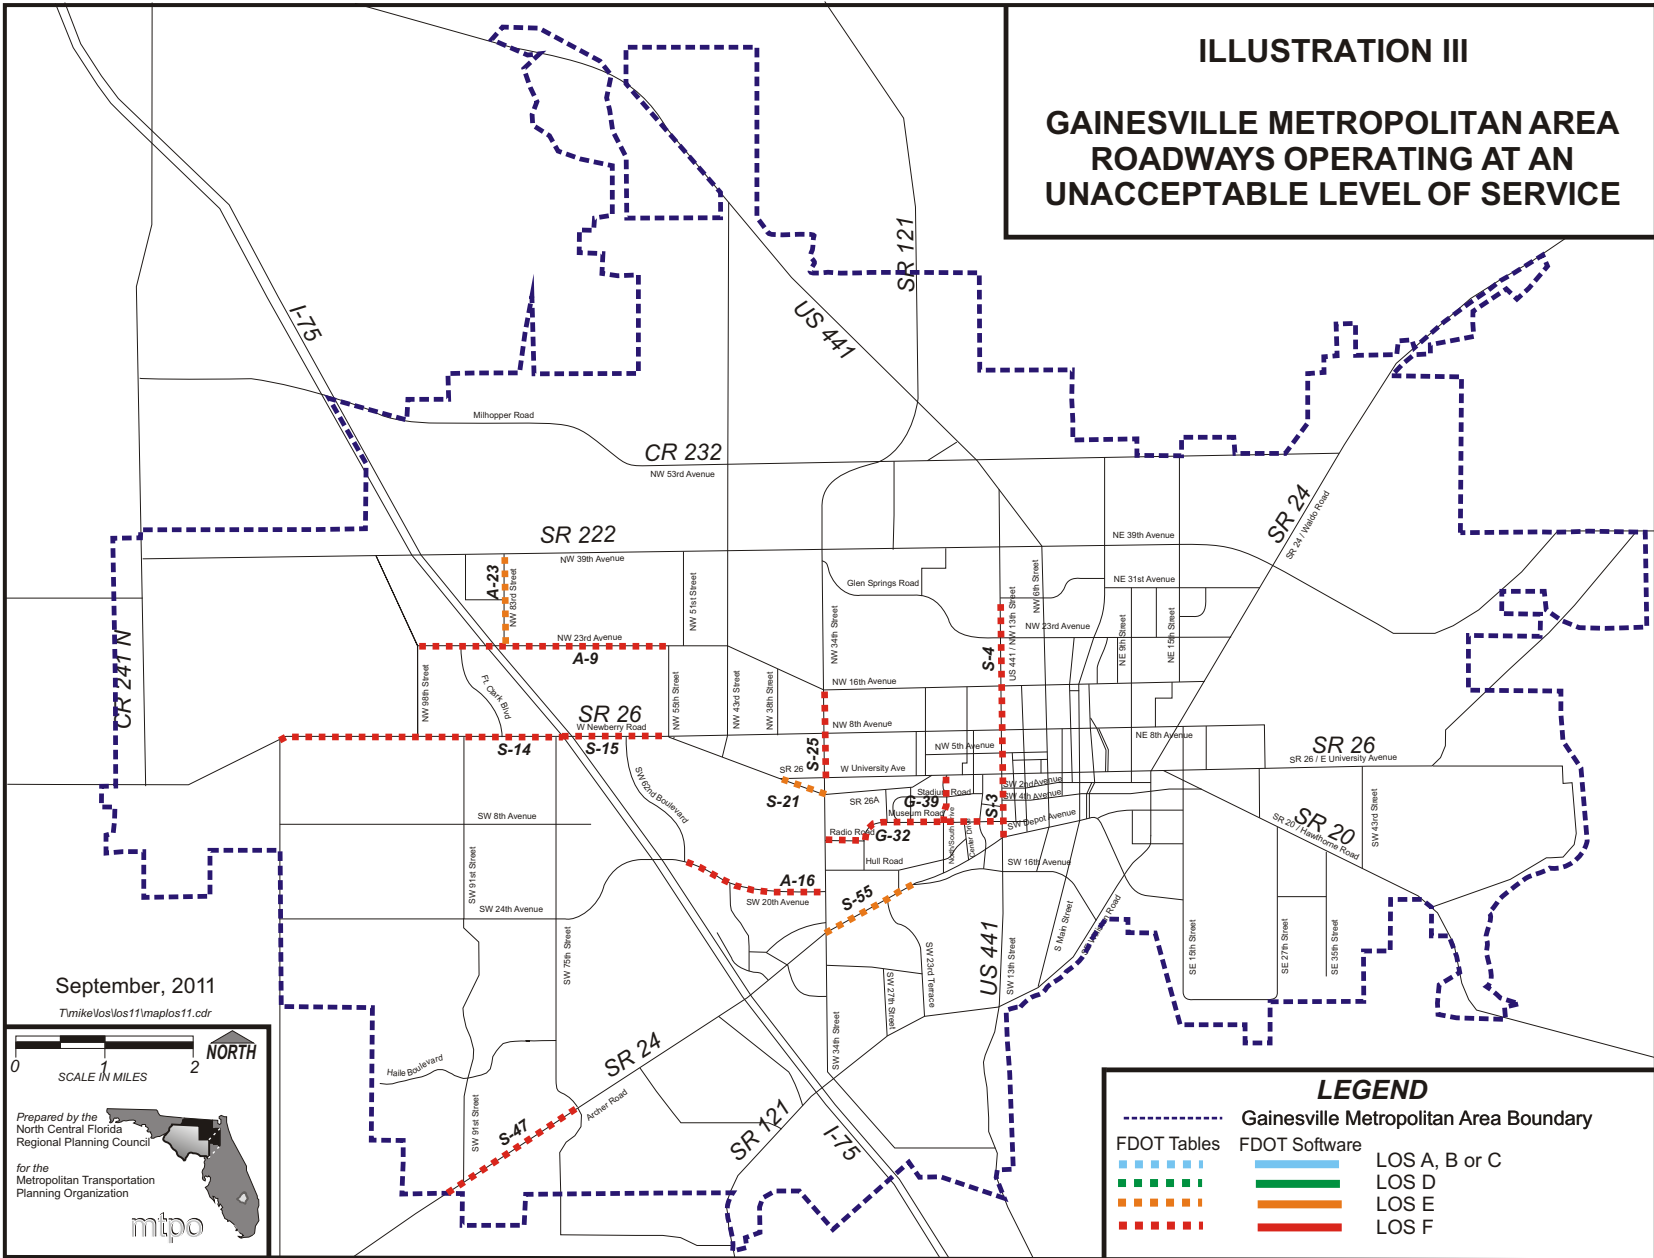 ILLUSTRATION III
GAINESVILLE METROPOLITAN AREA
ROADWAYS OPERATING AT AN
UNACCEPTABLE LEVEL OF SERVICE
I-75
SR 121
US 441
Milhopper Road
CR 232
NW 53rd Avenue
SR 24
SR 24 / Waldo Road
SR 222
NW 39th Avenue
NE 39th Avenue
A-23
NW 83rd Street
NW 51st Street
Glen Springs Road
NE 31st Avenue
NW 6th Street
US 441 / NW 13th Street
NW 34th Street
NW 23rd Avenue
NW 23rd Avenue
NE 9th Street
NE 15th Street
CR 241 N
A-9
S-4
NW 98th Street
Ft. Clark Blvd
NW 55th Street
NW 43rd Street
NW 38th Street
NW 16th Avenue
SR 26
W Newberry Road
NW 8th Avenue
NE 8th Avenue
S-14
S-15
S-25
NW 5th Avenue
SR 26
SR 26 / E University Avenue
SR 26
W University Ave
S-21
SW 62nd Boulevard
SR 26A
Stadium Road
G-39
Museum Road
S-3
SW 2nd Avenue
SW 4th Avenue
SW Depot Avenue
SW 8th Avenue
Radio Road
G-32
North/South Drive
Center Drive
SR 20
SR 20 / Hawthorne Road
SW 43rd Street
Hull Road
SW 16th Avenue
SW 91st Street
A-16
SW 20th Avenue
S-55
SW 24th Avenue
SW 75th Street
US 441
SW 13th Street
S Main Street
SW 23rd Terrace
SW 27th Street
SE 15th Street
SE 27th Street
SE 35th Street
September, 2011
T\mike\los\los11\maplos11.cdr
SW 34th Street
0 1 2
SCALE IN MILES
NORTH
Haile Boulevard
SR 24
Archer Road
SW 91st Street
S-47
SR 121
I-75
Prepared by the
North Central Florida
Regional Planning Council
for the
Metropolitan Transportation
Planning Organization
mtpo
LEGEND
Gainesville Metropolitan Area Boundary
FDOT Tables FDOT Software
LOS A, B or C
LOS D
LOS E
LOS F